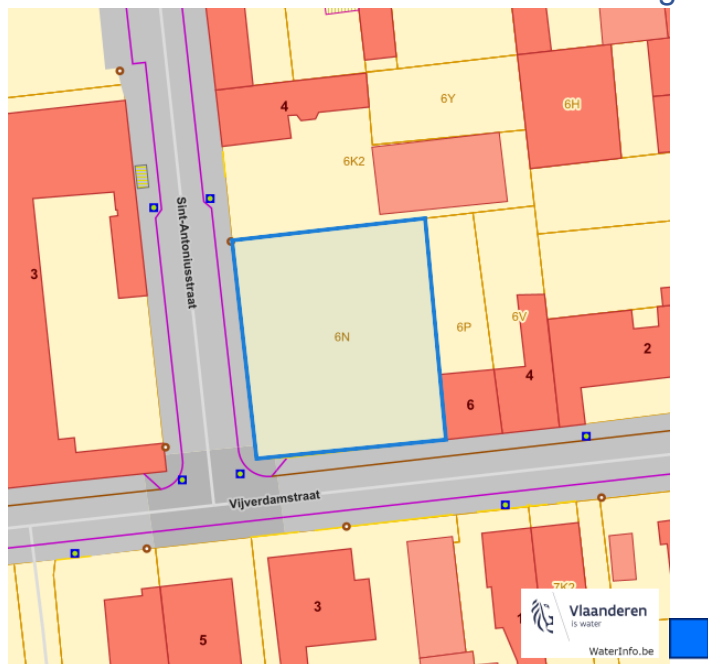 4
6Y
6H
6K2
Sint-Antoniusstraat
3
6N
6P
6V
2
4
6
Vijverdamstraat
3
5
7K2
Vlaanderen
is water
WaterInfo.be